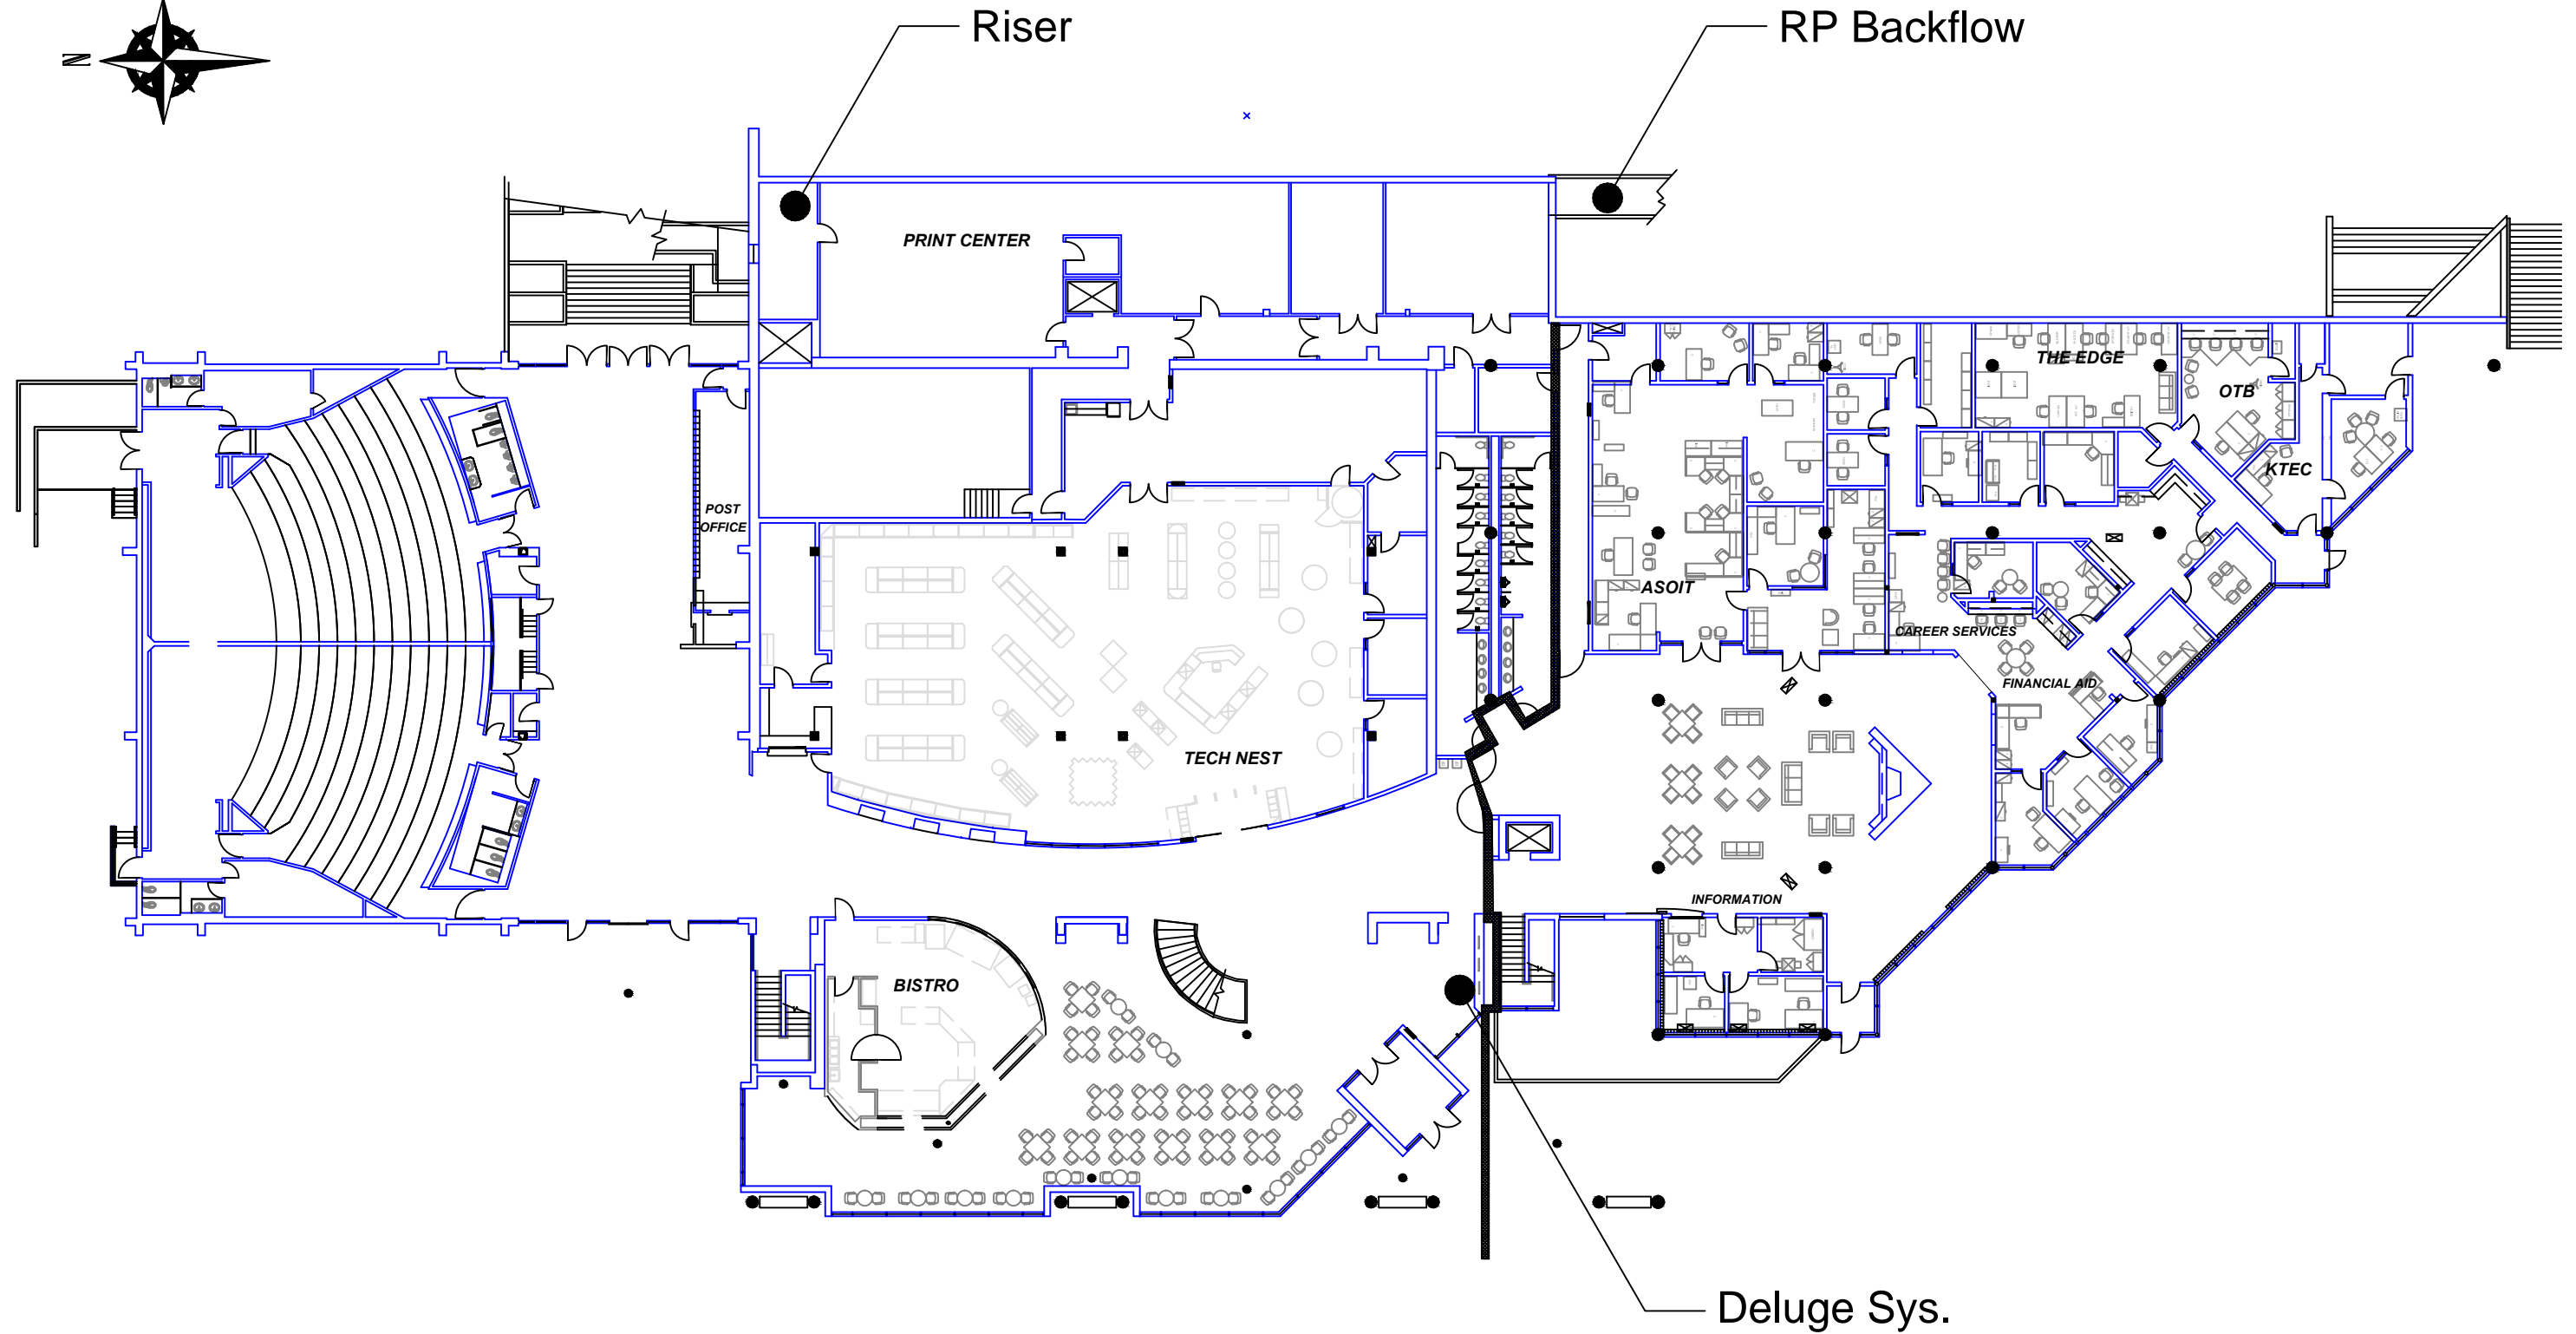 Riser
RP Backflow
N
PRINT CENTER
THE EDGE
OTB
KTEC
POST
OFFICE
ASOIT
CAREER SERVICES
FINANCIAL AID
TECH NEST
INFORMATION
BISTRO
Deluge Sys.